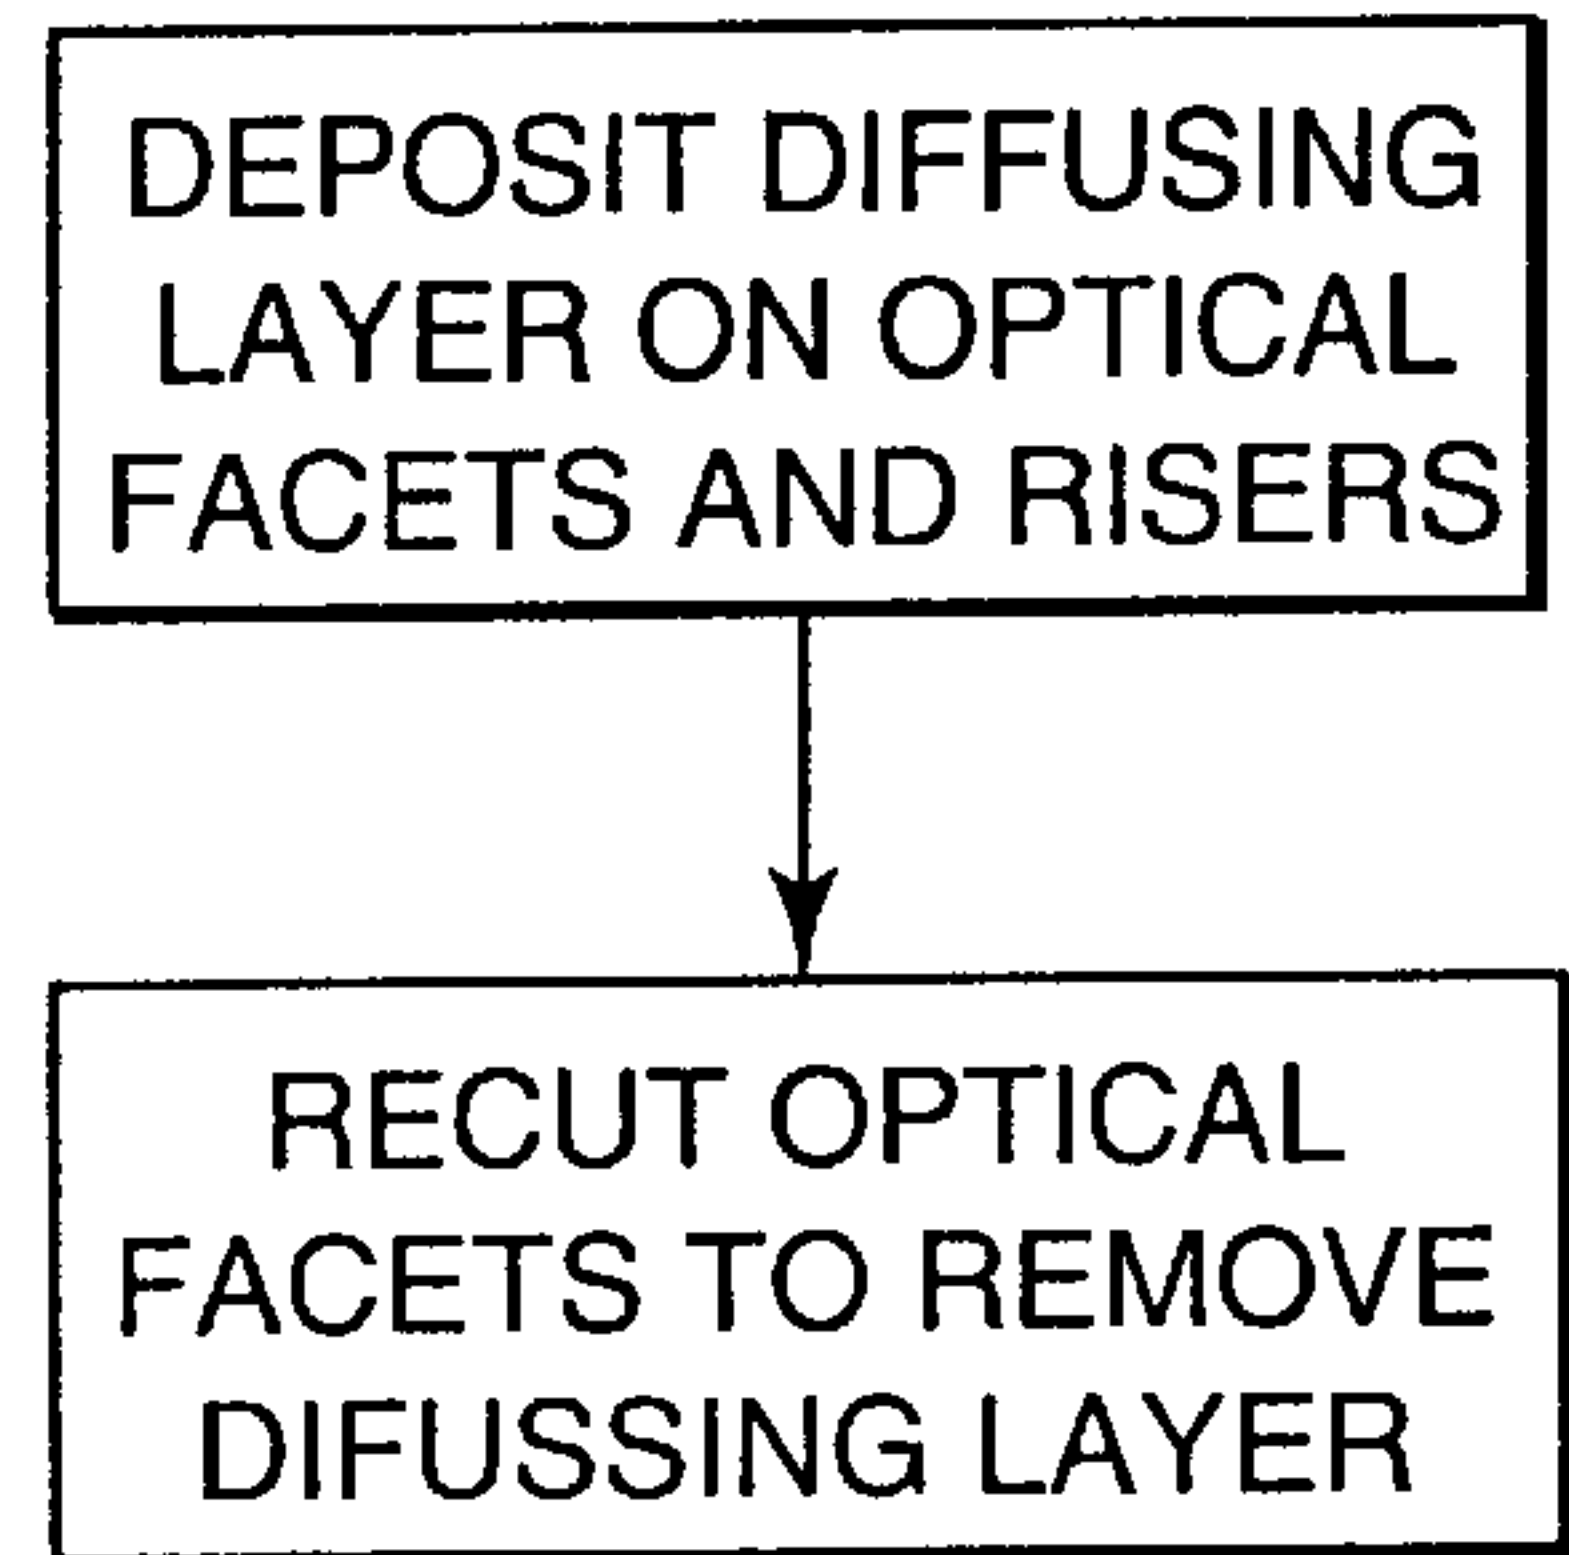 DEPOSIT DIFFUSING
LAYER ON OPTICAL
FACETS AND RISERS
RECUT OPTICAL
FACETS TO REMOVE
DIFUSSING LAYER